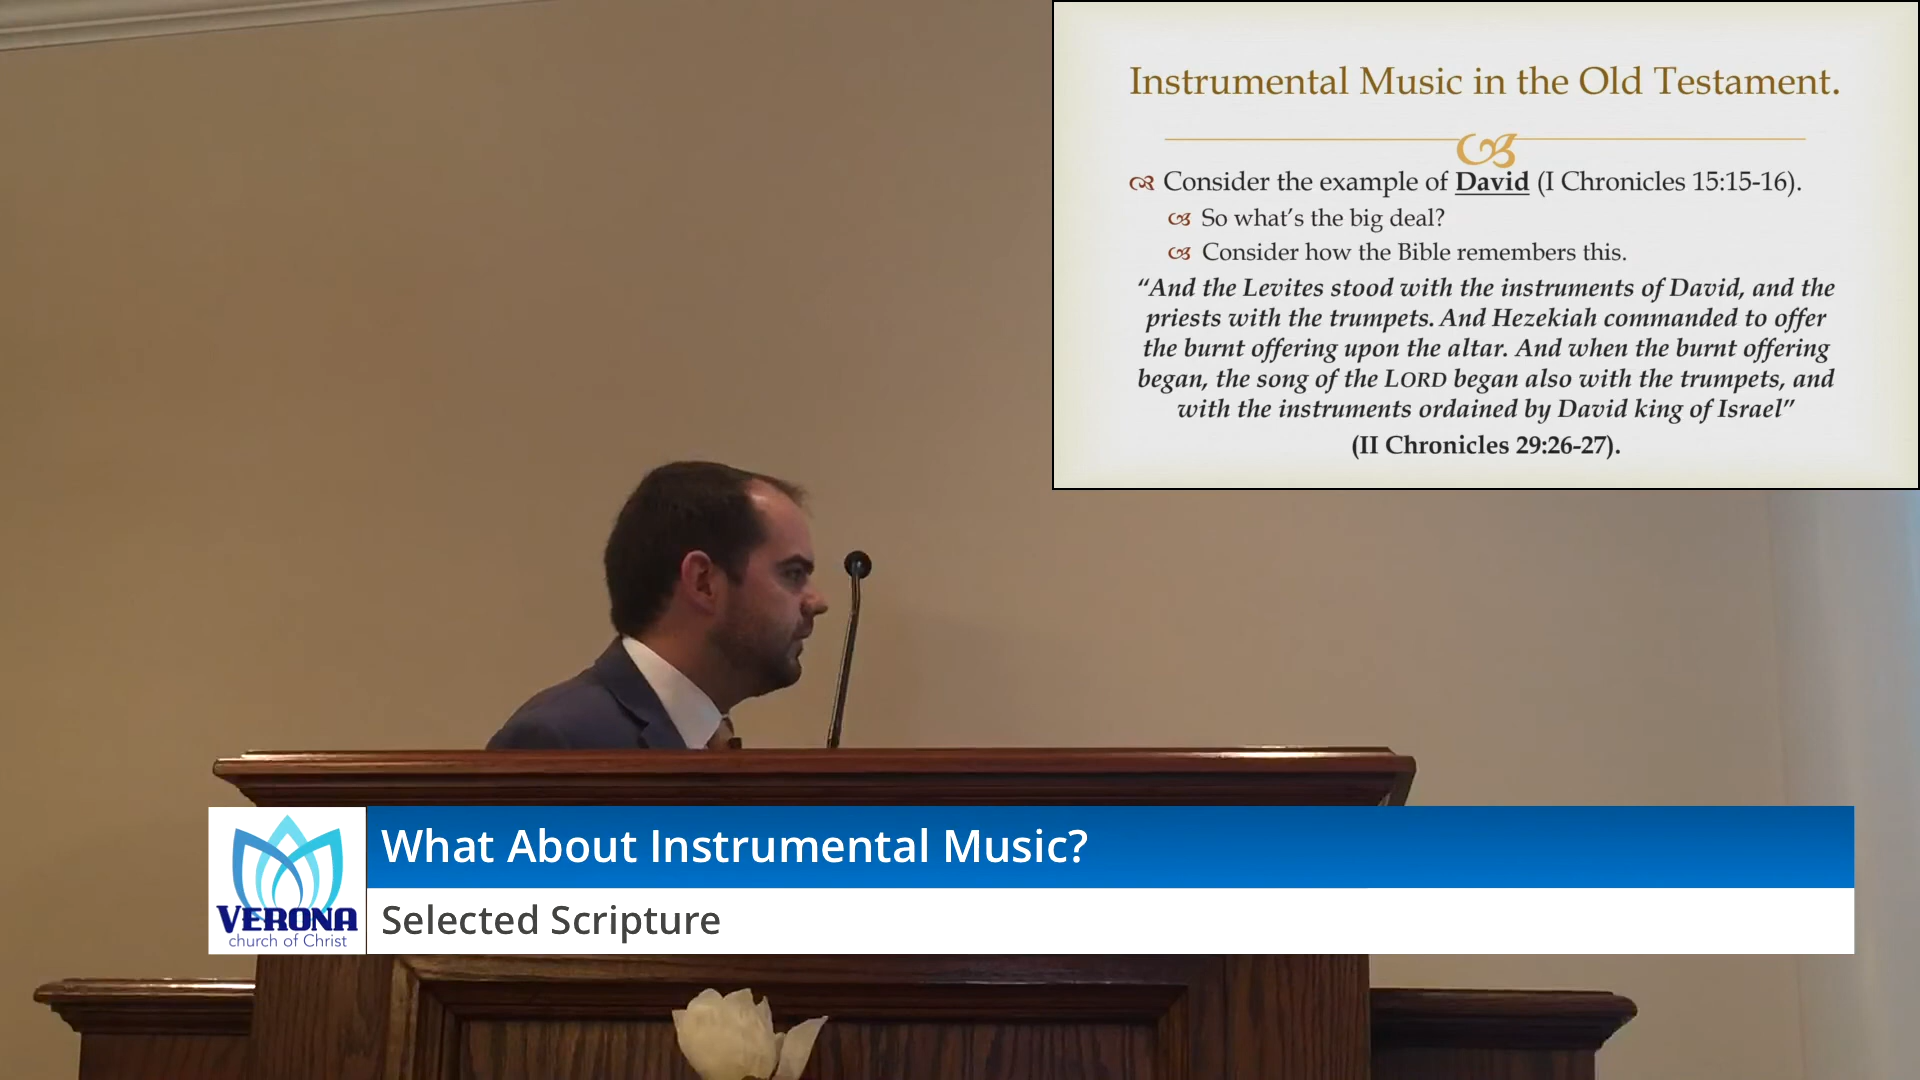 Instrumental Music in the Old Testament.
Consider the example of David (I Chronicles 15:15-16).
So what’s the big deal?
Consider how the Bible remembers this.
“And the Levites stood with the instruments of David, and the
priests with the trumpets. And Hezekiah commanded to offer
the burnt offering upon the altar. And when the burnt offering
began, the song of the LORD began also with the trumpets, and
with the instruments ordained by David king of Israel”
(II Chronicles 29:26-27).
What About Instrumental Music?
Selected Scripture
VERONA
church of Christ